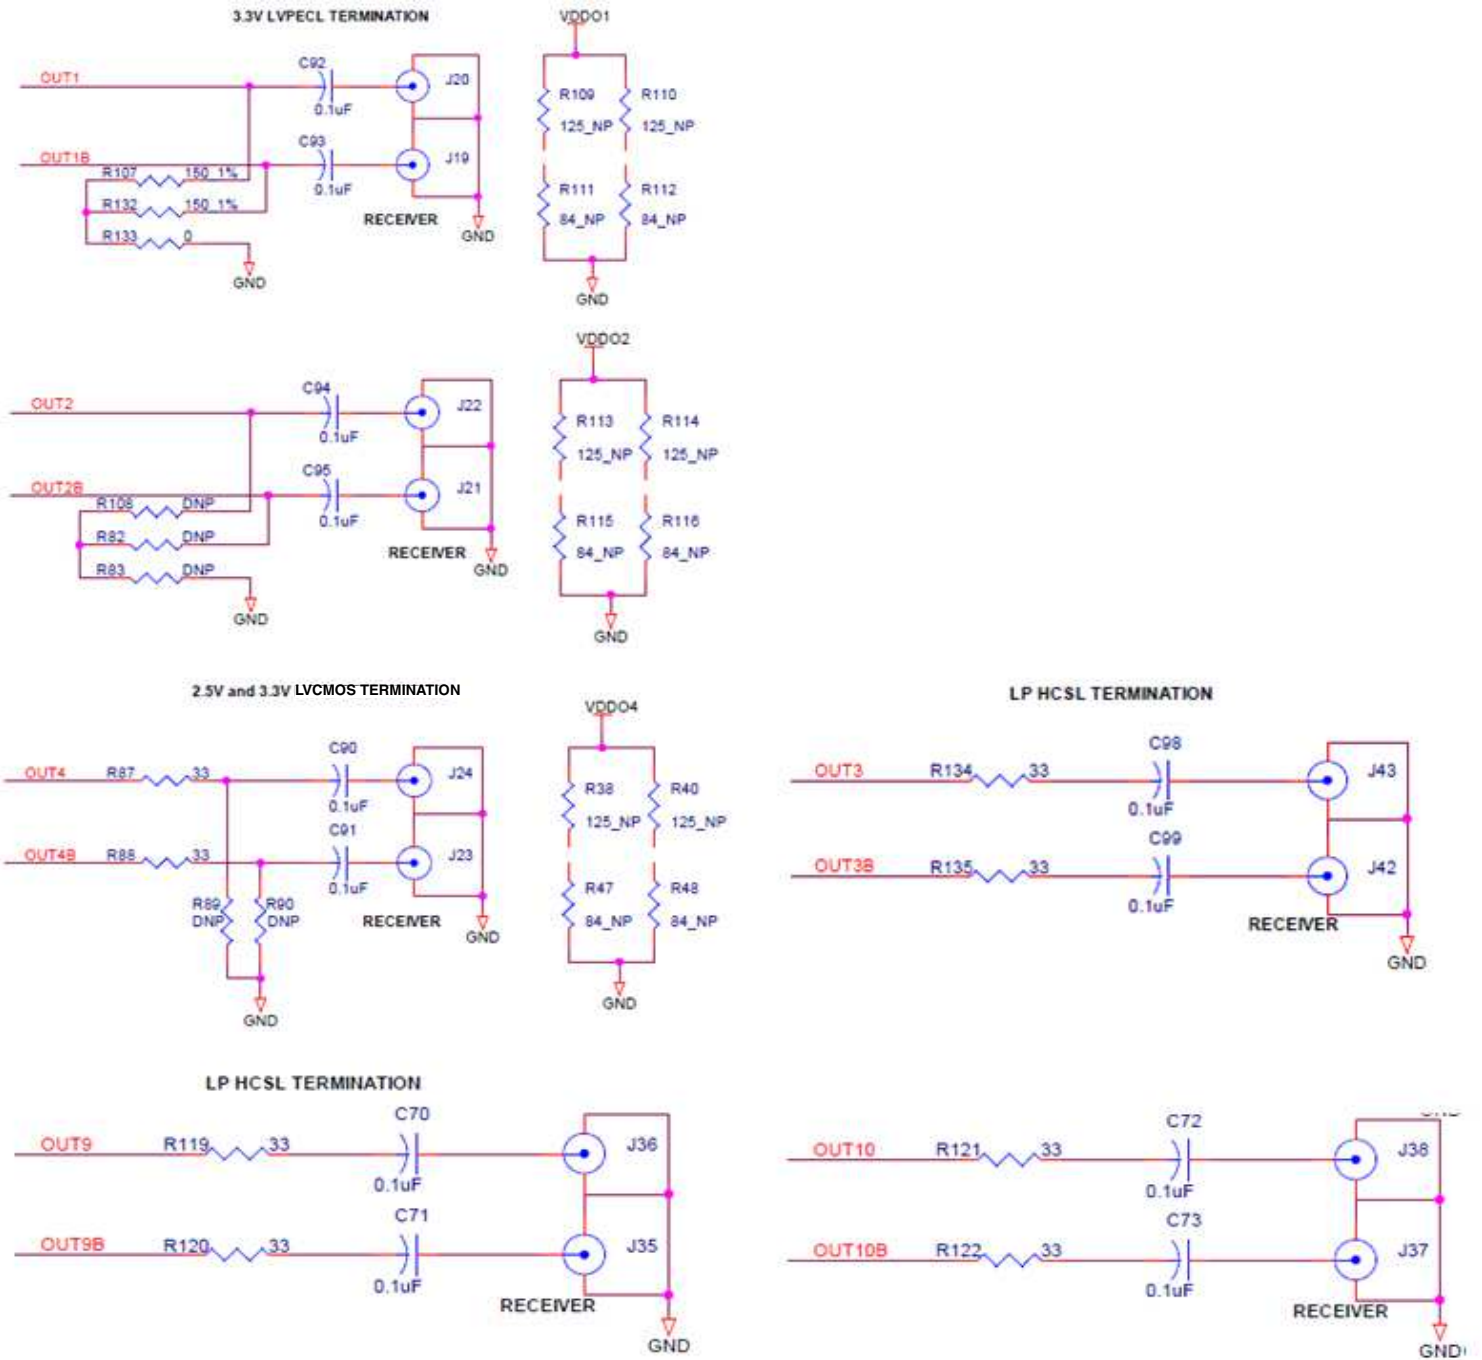 3.3V LVPECL TERMINATION
VDDO1
OUT1
C92
0.1uF
J20
OUT1B
C93
0.1uF
J19
R107 150_1%
R132 150_1%
R133 0
GND
RECEIVER
GND
R109
125_NP
R110
125_NP
R111
84_NP
R112
84_NP
GND
VDDO2
OUT2
C94
0.1uF
J22
OUT2B
C95
0.1uF
J21
R108 DNP
R82 DNP
R83 DNP
GND
RECEIVER
GND
R113
125_NP
R114
125_NP
R115
84_NP
R116
84_NP
GND
2.5V and 3.3V LVCMOS TERMINATION
VDDO4
OUT4 R87 33
C90
0.1uF
J24
OUT4B R88 33
C91
0.1uF
J23
R89
DNP
R90
DNP
GND
RECEIVER
GND
R38
125_NP
R40
125_NP
R47
84_NP
R48
84_NP
GND
LP HCSL TERMINATION
OUT3 R134 33
C98
0.1uF
J43
OUT3B R135 33
C99
0.1uF
J42
RECEIVER
GND
LP HCSL TERMINATION
OUT9 R119 33
C70
0.1uF
J36
OUT9B R120 33
C71
0.1uF
J35
RECEIVER
GND
OUT10 R121 33
C72
0.1uF
J38
OUT10B R122 33
C73
0.1uF
J37
RECEIVER
GND